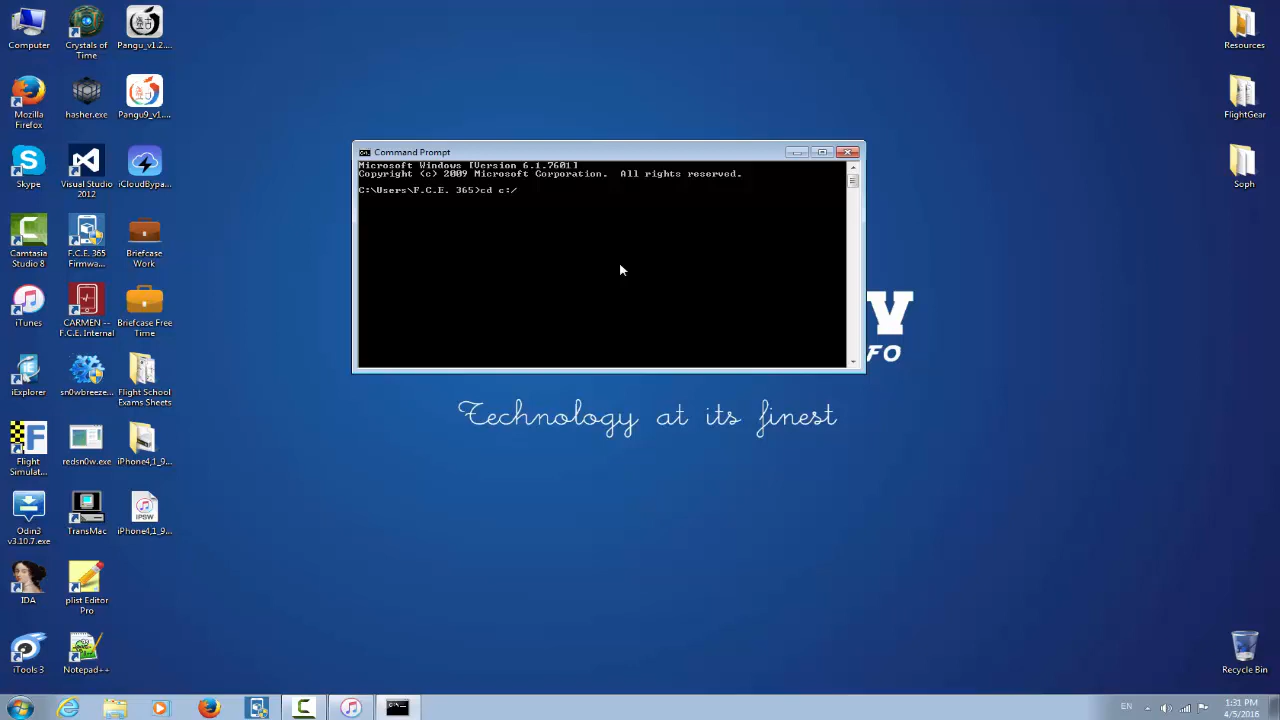 Computer
Crystals of
Time
Pangu_v1.2....
Mozilla
Firefox
hasher.exe
Pangu9_v1....
Skype
Visual Studio
2012
iCloudBypa...
Camtasia
Studio 8
F.C.E. 365
Firmwa...
Briefcase
Work
iTunes
CARMEN --
F.C.E. Internal
Briefcase Free
Time
iExplorer
sn0wbreeze...
Flight School
Exams Sheets
Flight
Simulat...
redsn0w.exe
iPhone4,1_9...
Odin3
v3.10.7.exe
TransMac
IPSW
iPhone4,1_9...
IDA
plist Editor
Pro
iTools 3
Notepad++
Command Prompt
Microsoft Windows [Version 6.1.7601]
Copyright (c) 2009 Microsoft Corporation.  All rights reserved.
C:\Users\F.C.E. 365>cd c:/
Y
FO
Technology at its finest
Resources
FlightGear
Soph
Recycle Bin
EN
1:31 PM
4/5/2016